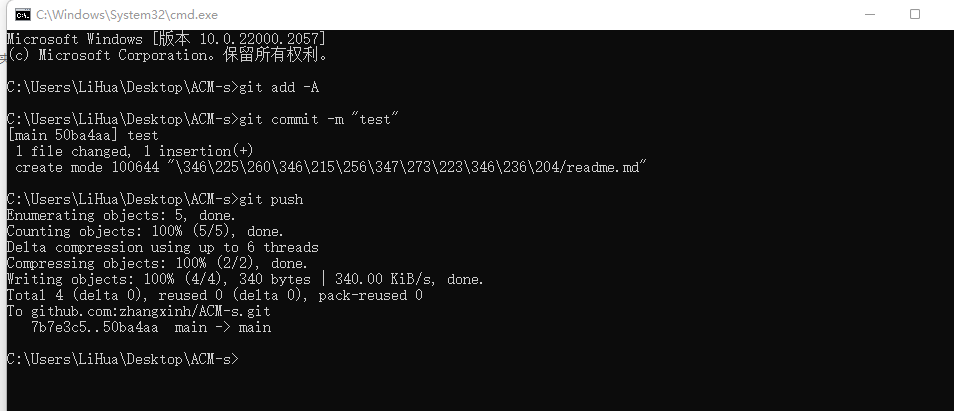 C:\Windows\System32\cmd.exe
Microsoft Windows [版本 10.0.22000.2057]
(c) Microsoft Corporation。保留所有权利。
C:\Users\LiHua\Desktop\ACM-s>git add -A
C:\Users\LiHua\Desktop\ACM-s>git commit -m "test"
[main 50ba4aa] test
1 file changed, 1 insertion(+)
create mode 100644 "\346\225\260\346\215\256\347\273\223\346\236\204/readme.md"
C:\Users\LiHua\Desktop\ACM-s>git push
Enumerating objects: 5, done.
Counting objects: 100% (5/5), done.
Delta compression using up to 6 threads
Compressing objects: 100% (2/2), done.
Writing objects: 100% (4/4), 340 bytes | 340.00 KiB/s, done.
Total 4 (delta 0), reused 0 (delta 0), pack-reused 0
To github.com:zhangxinh/ACM-s.git
7b7e3c5..50ba4aa  main -> main
C:\Users\LiHua\Desktop\ACM-s>